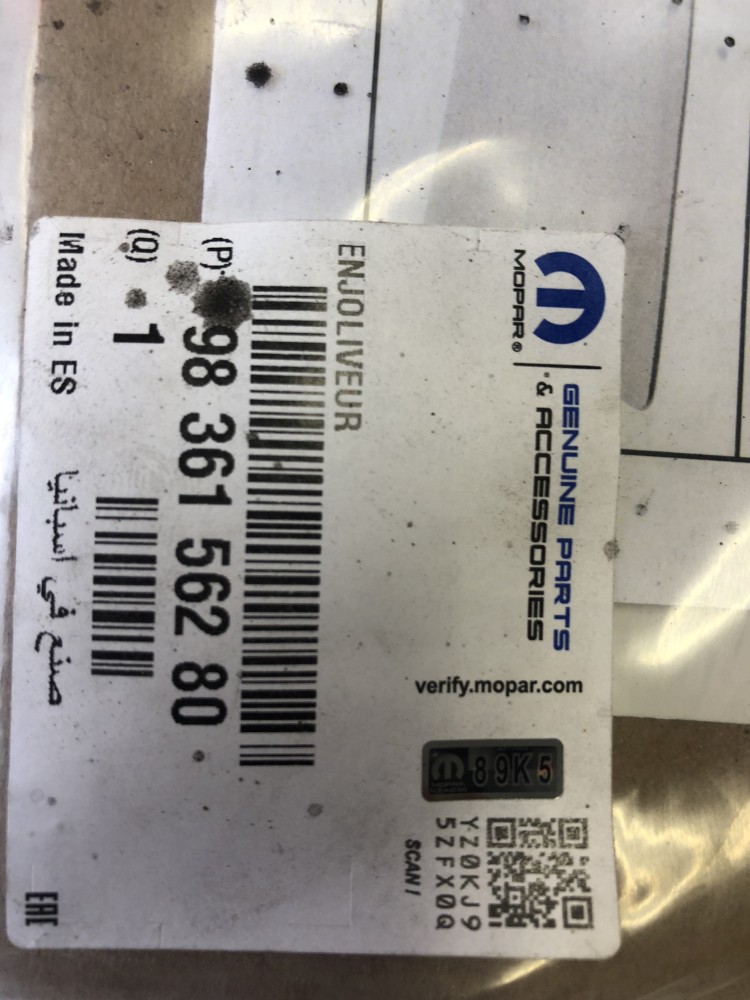 MOPAR®
GENUINE PARTS
& ACCESSORIES
verify.mopar.com
89K5
YZ0KJ9
5ZFX0Q
SCAN!
ENJOLIVEUR
(P) 98 361 562 80
(Q) 1
Made in ES
صنع في اسبانيا
EAC